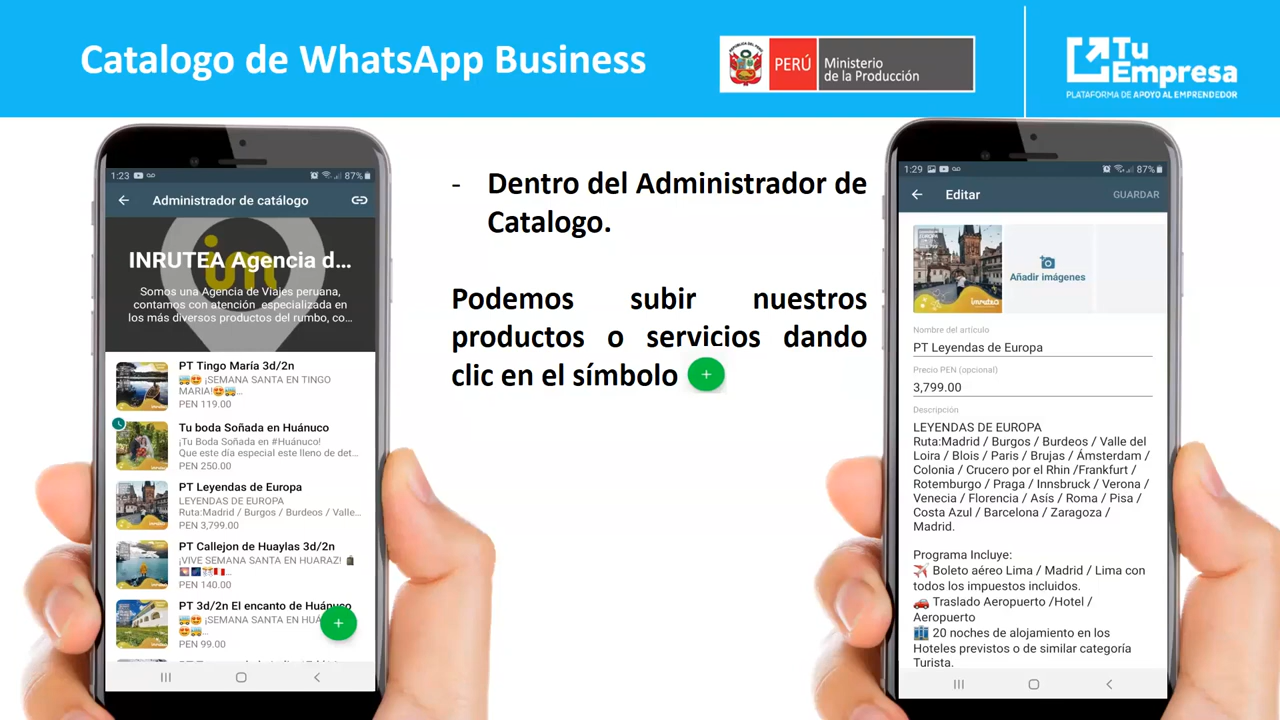 Catalogo de WhatsApp Business
PERÚ
Ministerio
de la Producción
Tu
Empresa
PLATAFORMA DE APOYO AL EMPRENDEDOR
1:23
87%
Administrador de catálogo
INRUTEA Agencia d...
Somos una Agencia de Viajes peruana,
contamos con atención especializada en
los más diversos productos del rumbo, co...
PT Tingo María 3d/2n
🚐😍 ¡SEMANA SANTA EN TINGO
MARIA!😍🚐...
PEN 119.00
Tu boda Soñada en Huánuco
¡Tu Boda Soñada en #Huánuco!
Que este dia especial este lleno de det...
PEN 250.00
PT Leyendas de Europa
LEYENDAS DE EUROPA
Ruta:Madrid / Burgos / Burdeos / Valle...
PEN 3,799.00
PT Callejon de Huaylas 3d/2n
¡VIVE SEMANA SANTA EN HUARAZ!
PEN 140.00
PT 3d/2n El encanto de Huánuco
🚐😍 ¡SEMANA SANTA EN HUÁ
😍🚐...
PEN 99.00
- Dentro del Administrador de
Catalogo.
Podemos subir nuestros
productos o servicios dando
clic en el símbolo +
1:29
87%
Editar
GUARDAR
inrutea
Añadir imágenes
Nombre del artículo
PT Leyendas de Europa
Precio PEN (opcional)
3,799.00
Descripción
LEYENDAS DE EUROPA
Ruta:Madrid / Burgos / Burdeos / Valle del
Loira / Blois / Paris / Brujas / Ámsterdam /
Colonia / Crucero por el Rhin /Frankfurt /
Rotemburgo / Praga / Innsbruck / Verona /
Venecia / Florencia / Asís / Roma / Pisa /
Costa Azul / Barcelona / Zaragoza /
Madrid.
Programa Incluye:
✈️ Boleto aéreo Lima / Madrid / Lima con
todos los impuestos incluidos.
🚗 Traslado Aeropuerto /Hotel /
Aeropuerto
🏨 20 noches de alojamiento en los
Hoteles previstos o de similar categoría
Turista.